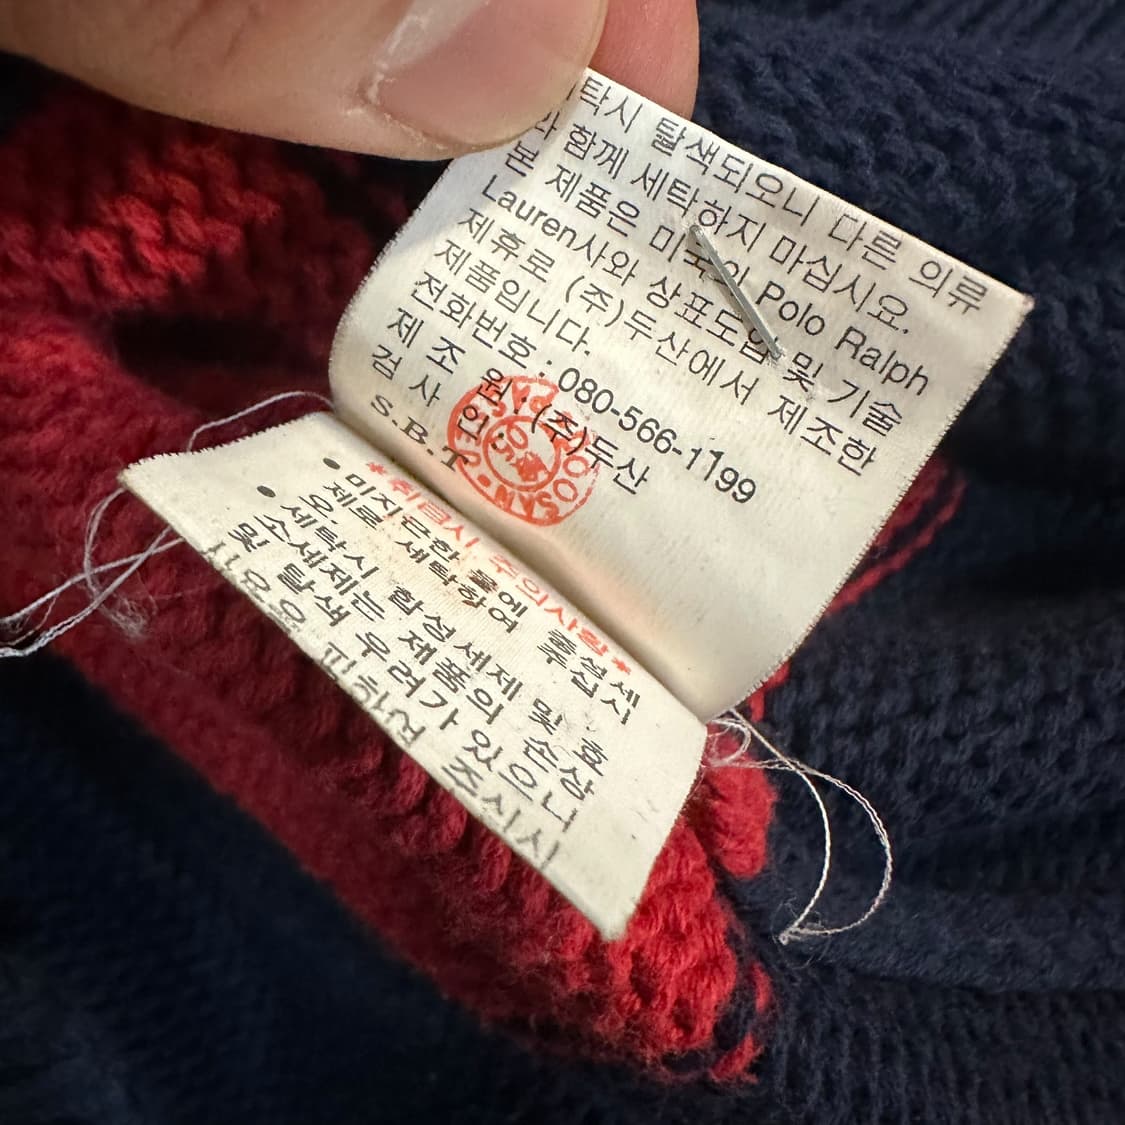 탁시 탈색되오니 다른 의류
와 함께 세탁하지 마십시오.
본 제품은 미국의 Polo Ralph
Lauren사와 상표도입 및 기술
제휴로 (주)두산에서 제조한
제품입니다.
전화번호 : 080-566-1199
제 조 원 : (주)두산
검 사 인 :
S.B.T
*취급시 주의사항*
• 미지근한 물에 중성세
제로 세탁하여 주십시
오.
• 세탁시 합성세제 및 효
소세제는 제품의 손상
및 탈색 우려가 있으니
사용을 피하여 주십시